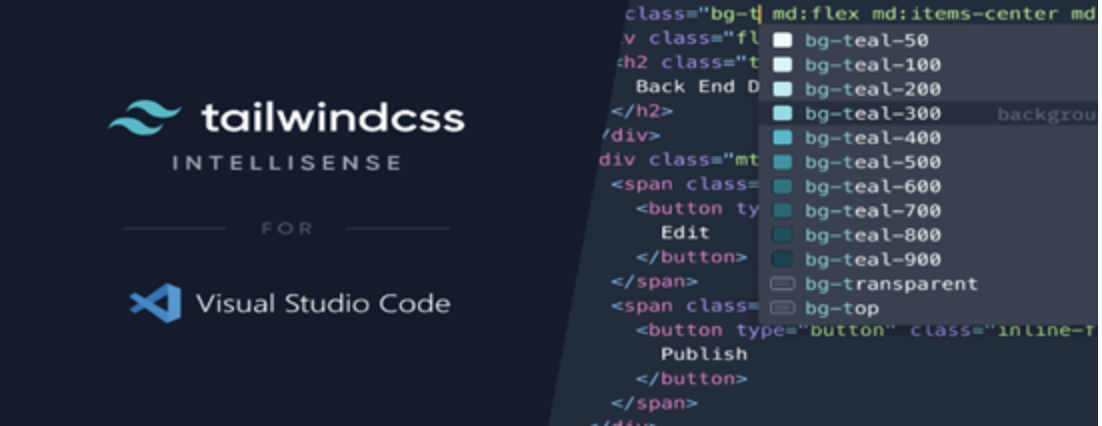 tailwindcss
INTELLISENSE
FOR
Visual Studio Code
class="bg-t md:flex md:items-center md
v class="fl
<h2 class="t
Back End D
</h2>
/div>
div class="mt
<span class=
<button ty
Edit
</button>
</span>
<span class=
<button type="button" class="inline-f
Publish
</button>
</span>
</div>
bg-teal-50
bg-teal-100
bg-teal-200
bg-teal-300 backgrou
bg-teal-400
bg-teal-500
bg-teal-600
bg-teal-700
bg-teal-800
bg-teal-900
bg-transparent
bg-top